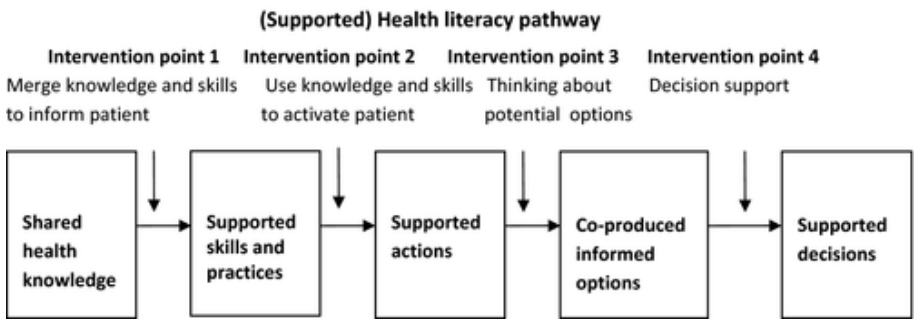 (Supported) Health literacy pathway
Intervention point 1 Intervention point 2 Intervention point 3 Intervention point 4
Merge knowledge and skills Use knowledge and skills Thinking about Decision support
to inform patient to activate patient potential options
Shared
health
knowledge
Supported
skills and
practices
Supported
actions
Co-produced
informed
options
Supported
decisions